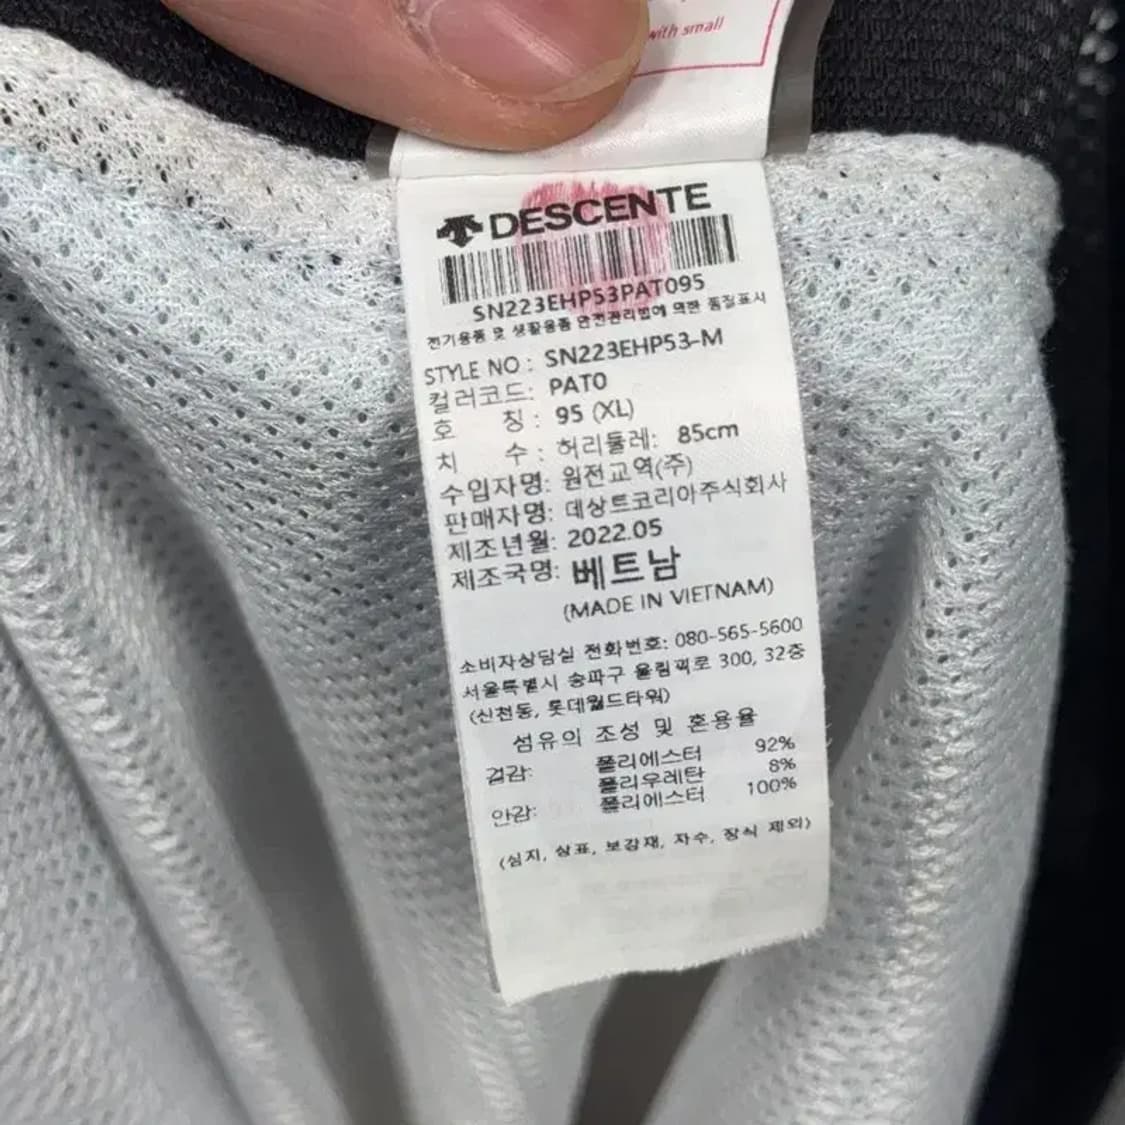 with small
DESCENTE
SN223EHP53PAT095
전기용품 및 생활용품 안전관리법에 의한 품질표시
STYLE NO : SN223EHP53-M
컬러코드: PAT0
호 칭 : 95 (XL)
치 수 : 허리둘레: 85cm
수입자명: 원전교역(주)
판매자명: 데상트코리아주식회사
제조년월: 2022.05
제조국명: 베트남
(MADE IN VIETNAM)
소비자상담실 전화번호: 080-565-5600
서울특별시 송파구 올림픽로 300, 32층
(신천동, 롯데월드타워)
섬유의 조성 및 혼용율
겉감: 폴리에스터 92%
폴리우레탄 8%
안감: 폴리에스터 100%
(심지, 상표, 보강재, 자수, 장식 제외)